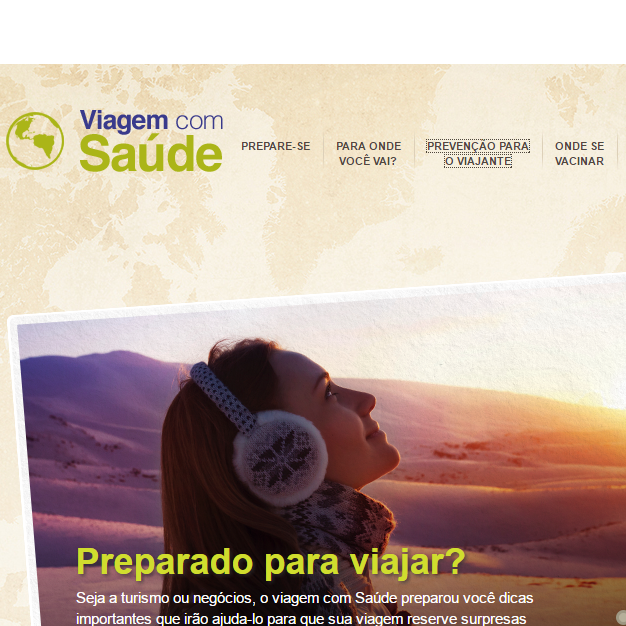 Viagem com
Saúde
PREPARE-SE
PARA ONDE
VOCÊ VAI?
PREVENÇÃO PARA
O VIAJANTE
ONDE SE
VACINAR
Preparado para viajar?
Seja a turismo ou negócios, o viagem com Saúde preparou você dicas
importantes que irão ajuda-lo para que sua viagem reserve surpresas